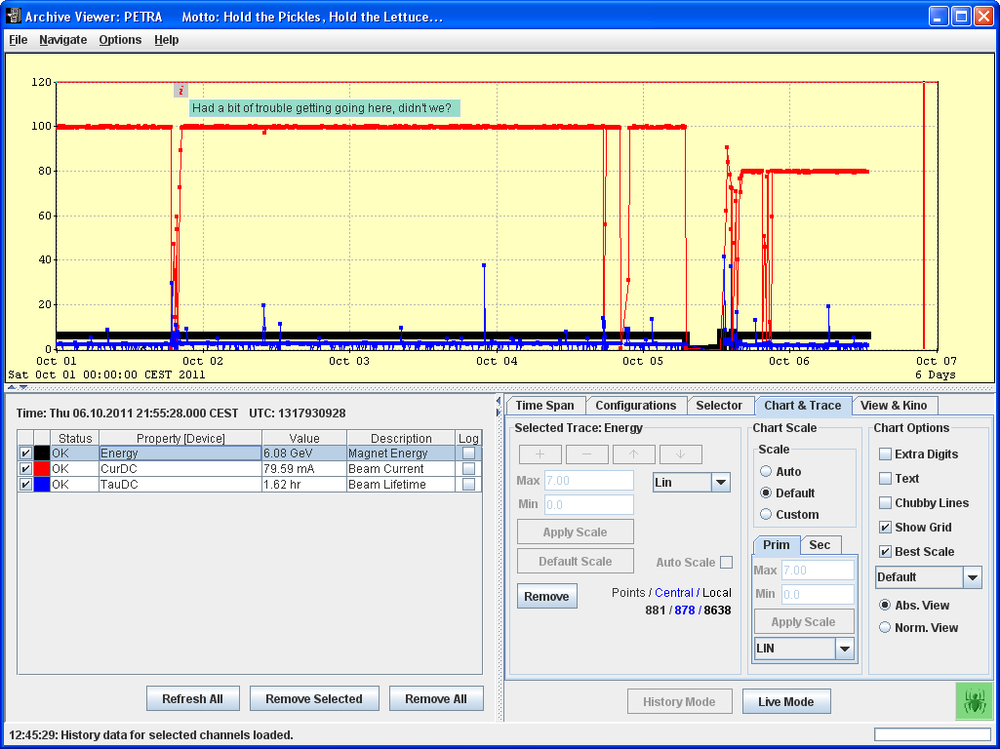 Archive Viewer: PETRA Motto: Hold the Pickles, Hold the Lettuce...
File Navigate Options Help
120
i
Had a bit of trouble getting going here, didn't we?
100
80
60
40
20
0
Oct 01 Oct 02 Oct 03 Oct 04 Oct 05 Oct 06 Oct 07
Sat Oct 01 00:00:00 CEST 2011 6 Days
Time: Thu 06.10.2011 21:55:28.000 CEST UTC: 1317930928
Status Property [Device] Value Description Log
OK Energy 6.08 GeV Magnet Energy
OK CurDC 79.59 mA Beam Current
OK TauDC 1.62 hr Beam Lifetime
Refresh All Remove Selected Remove All
Time Span Configurations Selector Chart & Trace View & Kino
Selected Trace: Energy
+ − ↑ ↓
Max 7.00 Lin
Min 0.0
Apply Scale
Default Scale Auto Scale
Remove Points / Central / Local
881 / 878 / 8638
Chart Scale
Scale
Auto
Default
Custom
Prim Sec
Max 7.00
Min 0.0
Apply Scale
LIN
Chart Options
Extra Digits
Text
Chubby Lines
Show Grid
Best Scale
Default
Abs. View
Norm. View
History Mode Live Mode
12:45:29: History data for selected channels loaded.